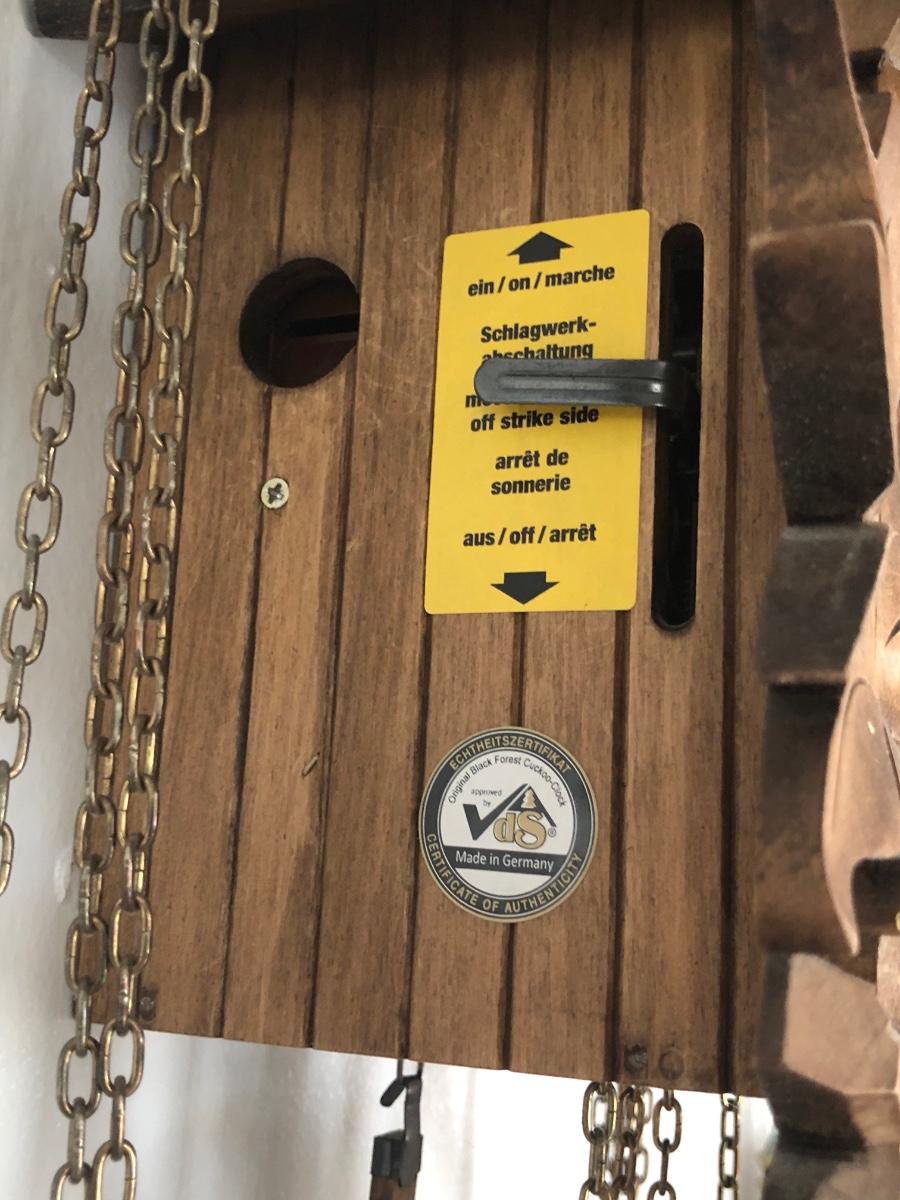 ein / on / marche
Schlagwerk-
abschaltung
off strike side
arrêt de
sonnerie
aus / off / arrêt
ECHTHEITSZERTIFIKAT
Original Black Forest Cuckoo-Clock
approved
by
VdS®
Made in Germany
CERTIFICATE OF AUTHENTICITY